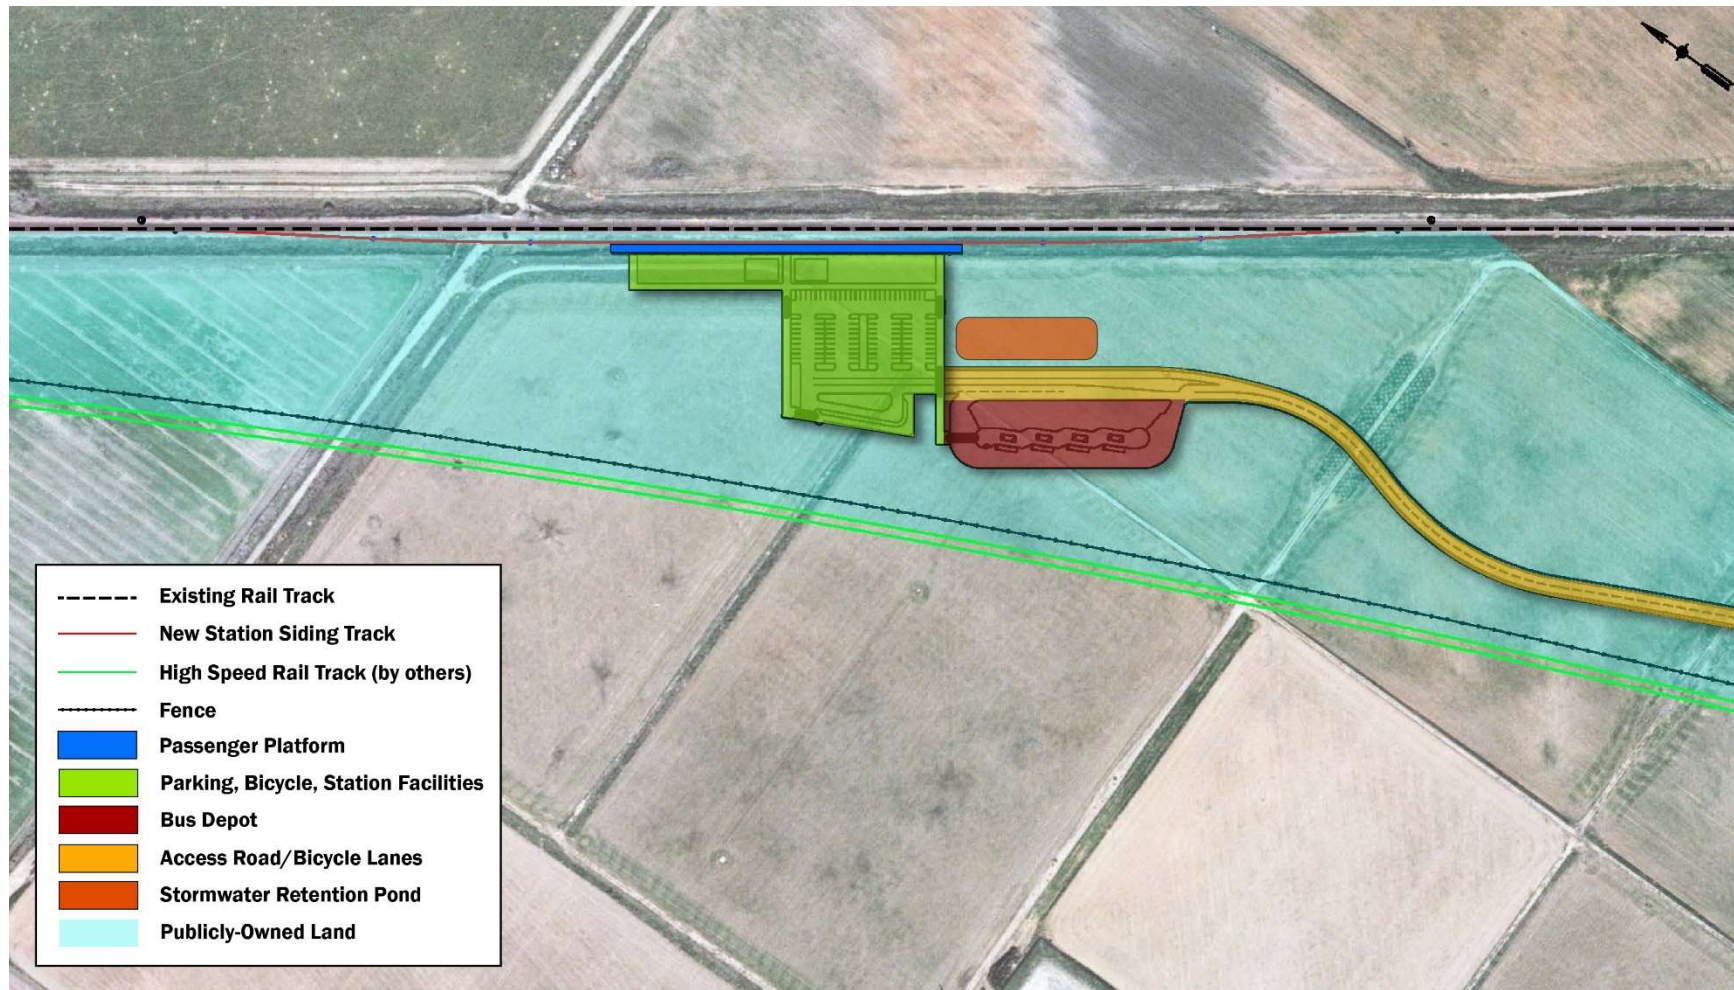 Existing Rail Track
New Station Siding Track
High Speed Rail Track (by others)
Fence
Passenger Platform
Parking, Bicycle, Station Facilities
Bus Depot
Access Road/Bicycle Lanes
Stormwater Retention Pond
Publicly-Owned Land